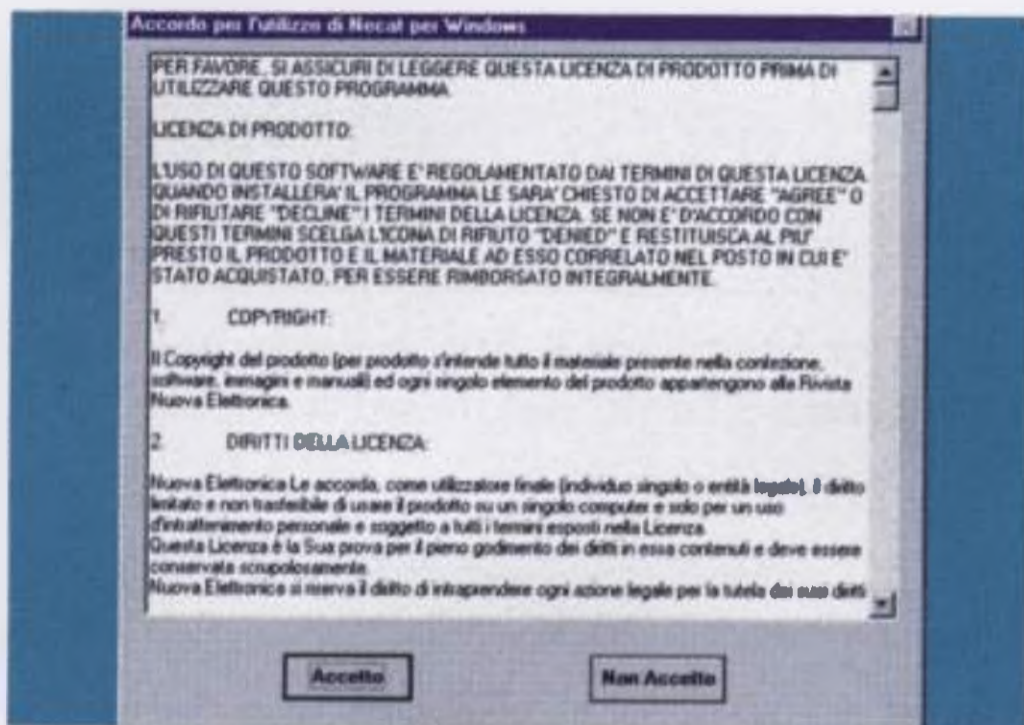 Accordo per l'utilizzo di Necat per Windows
PER FAVORE, SI ASSICURI DI LEGGERE QUESTA LICENZA DI PRODOTTO PRIMA DI
UTILIZZARE QUESTO PROGRAMMA.
LICENZA DI PRODOTTO:
L'USO DI QUESTO SOFTWARE E' REGOLAMENTATO DAI TERMINI DI QUESTA LICENZA.
QUANDO INSTALLERA' IL PROGRAMMA LE SARA' CHIESTO DI ACCETTARE "AGREE" O
DI RIFIUTARE "DECLINE" I TERMINI DELLA LICENZA. SE NON E' D'ACCORDO CON
QUESTI TERMINI SCELGA L'ICONA DI RIFIUTO "DENIED" E RESTITUISCA AL PIU'
PRESTO IL PRODOTTO E IL MATERIALE AD ESSO CORRELATO NEL POSTO IN CUI E'
STATO ACQUISTATO, PER ESSERE RIMBORSATO INTEGRALMENTE.
1. COPYRIGHT:
Il Copyright del prodotto (per prodotto s'intende tutto il materiale presente nella confezione,
software, immagini e manuali) ed ogni singolo elemento del prodotto appartengono alla Rivista
Nuova Elettronica.
2. DIRITTI DELLA LICENZA:
Nuova Elettronica Le accorda, come utilizzatore finale (individuo singolo o entità legale), il diritto
limitato e non trasferibile di usare il prodotto su un singolo computer e solo per un uso
d'intrattenimento personale e soggetto a tutti i termini esposti nella Licenza.
Questa Licenza è la Sua prova per il pieno godimento dei diritti in essa contenuti e deve essere
conservata scrupolosamente.
Nuova Elettronica si riserva il diritto di intraprendere ogni azione legale per la tutela dei suoi diritti
Accetto
Non Accetto